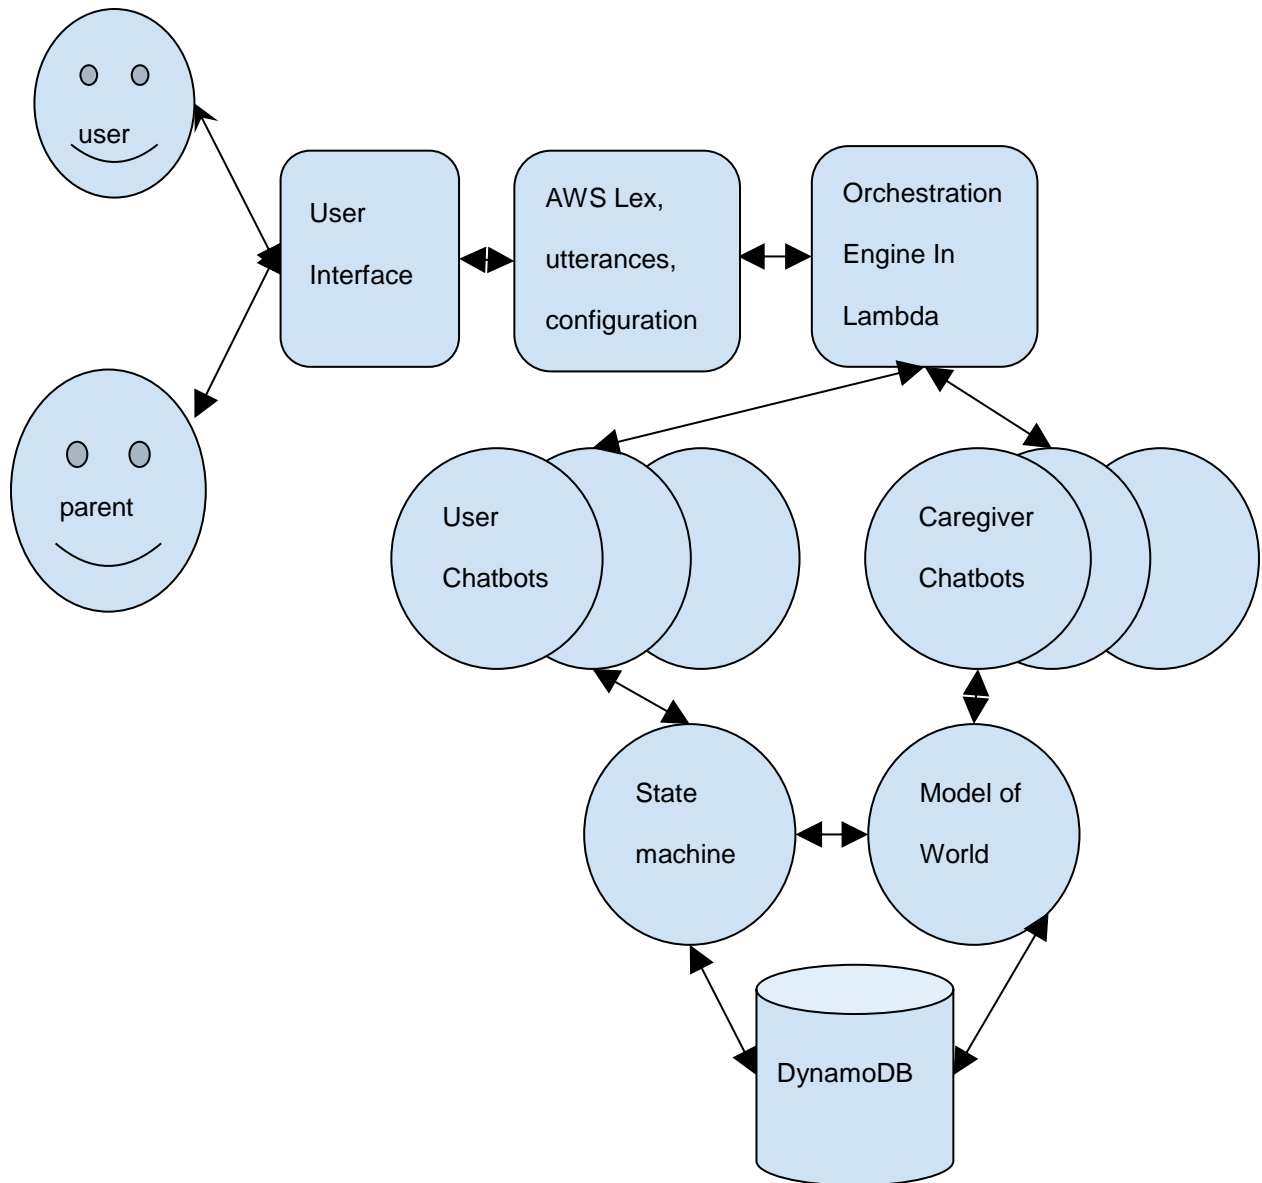 user
User
Interface
AWS Lex,
utterances,
configuration
Orchestration
Engine In
Lambda
parent
User
Chatbots
Caregiver
Chatbots
State
machine
Model of
World
DynamoDB